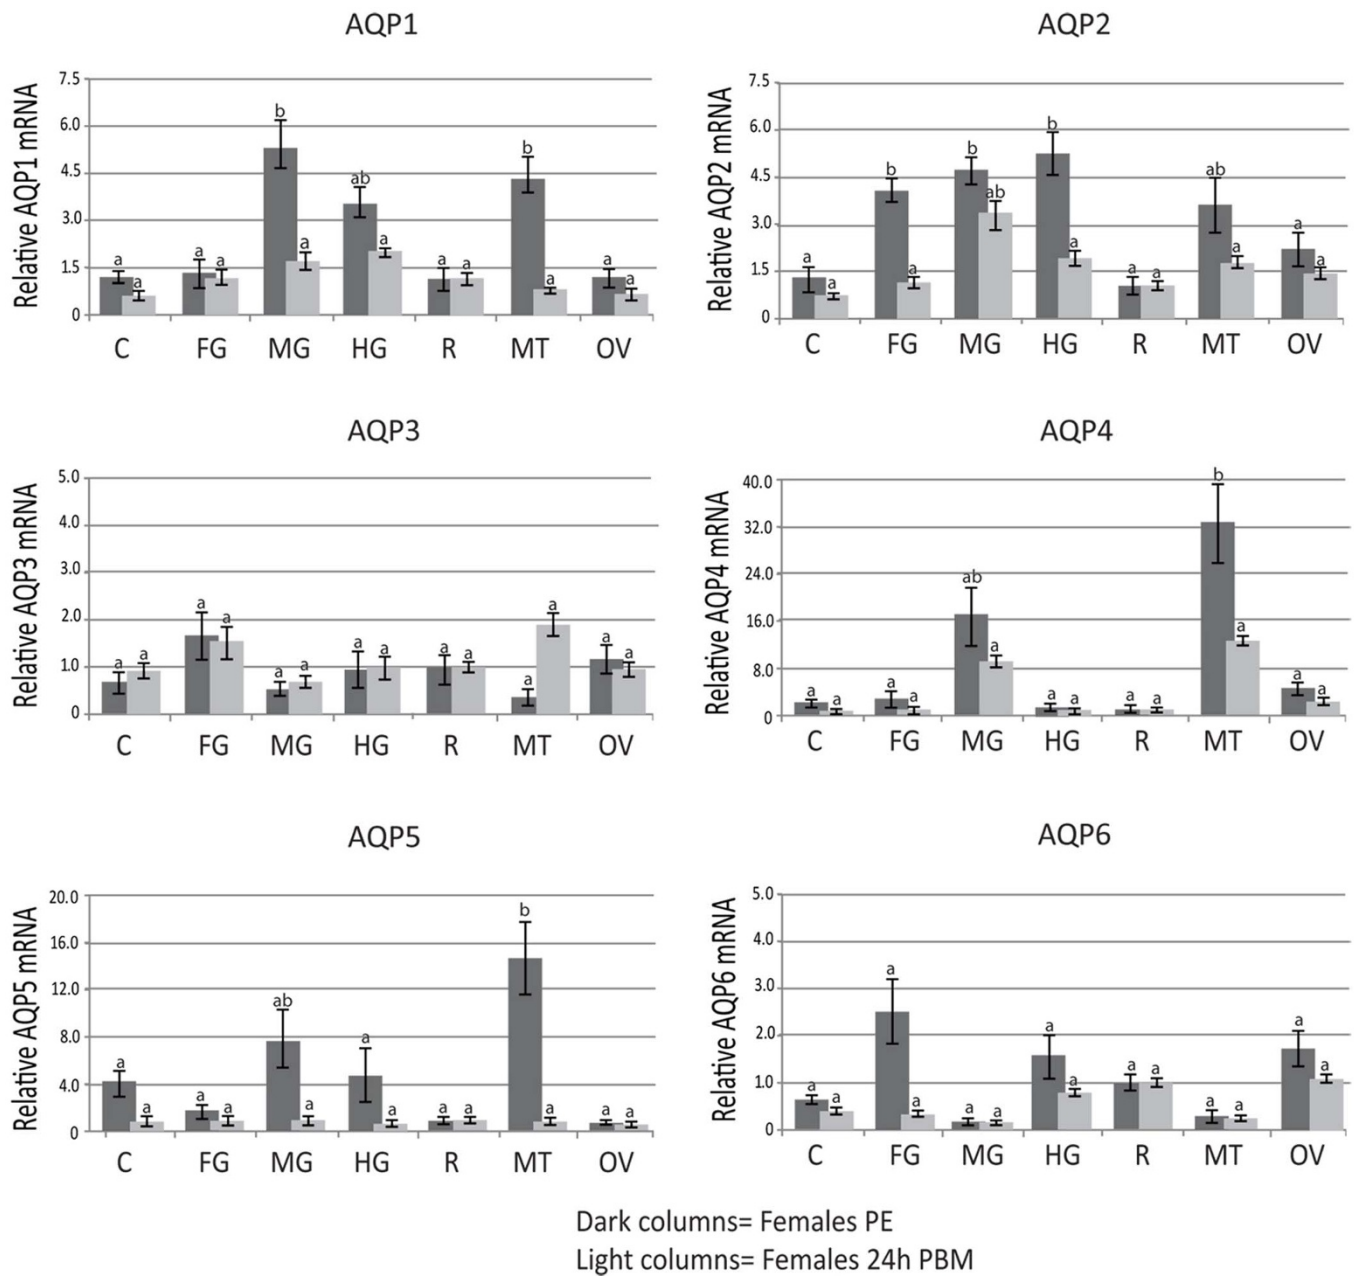 AQP1
Relative AQP1 mRNA
7.5
6.0
4.5
3.0
1.5
0
a a a a b a ab a a a b a a a
C FG MG HG R MT OV
AQP2
Relative AQP2 mRNA
7.5
6.0
4.5
3.0
1.5
0
a a b a b ab b a a a ab a a a
C FG MG HG R MT OV
AQP3
Relative AQP3 mRNA
5.0
4.0
3.0
2.0
1.0
0
a a a a a a a a a a a a a a
C FG MG HG R MT OV
AQP4
Relative AQP4 mRNA
40.0
32.0
24.0
16.0
8.0
0
a a a a ab a a a a a b a a a
C FG MG HG R MT OV
AQP5
Relative AQP5 mRNA
20.0
16.0
12.0
8.0
4.0
0
a a a a ab a a a a a b a a a
C FG MG HG R MT OV
AQP6
Relative AQP6 mRNA
5.0
4.0
3.0
2.0
1.0
0
a a a a a a a a a a a a a a
C FG MG HG R MT OV
Dark columns= Females PE
Light columns= Females 24h PBM